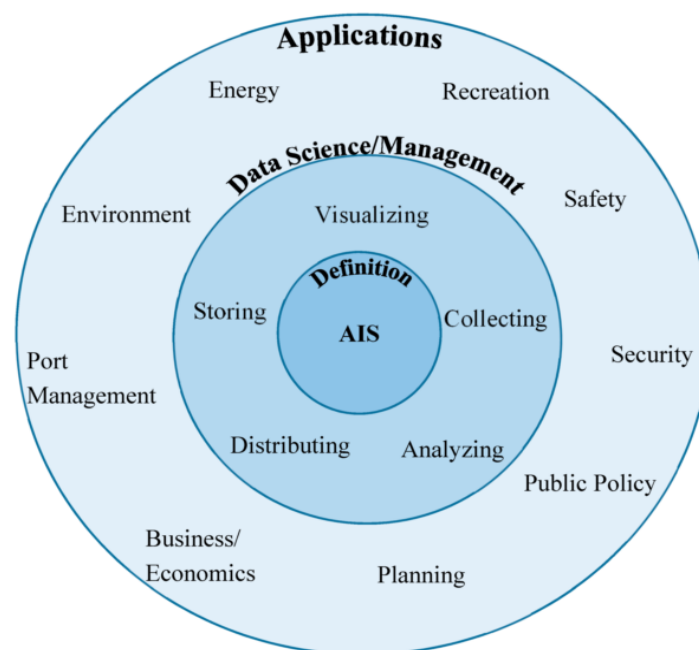 Applications
Energy
Recreation
Data Science/Management
Environment
Visualizing
Safety
Definition
Storing
Collecting
AIS
Port
Management
Security
Distributing
Analyzing
Public Policy
Business/
Economics
Planning